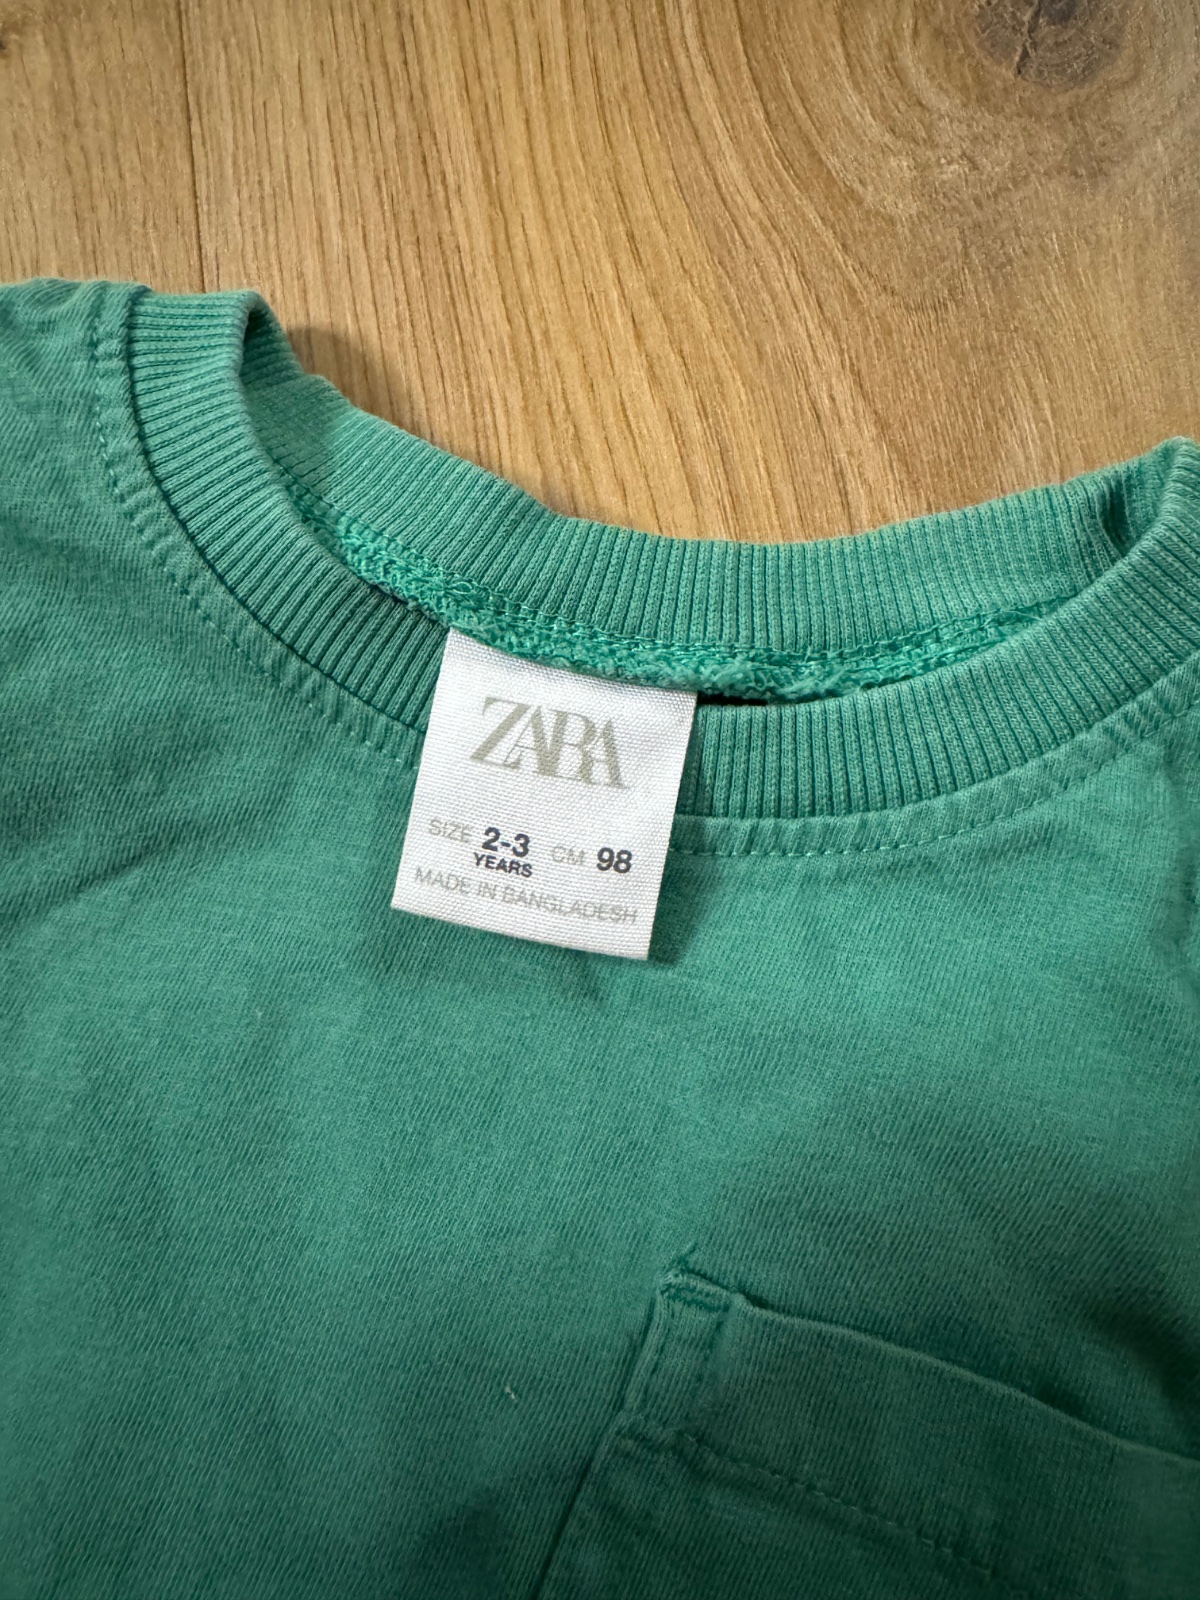 ZARA
SIZE 2-3 CM 98
YEARS
MADE IN BANGLADESH